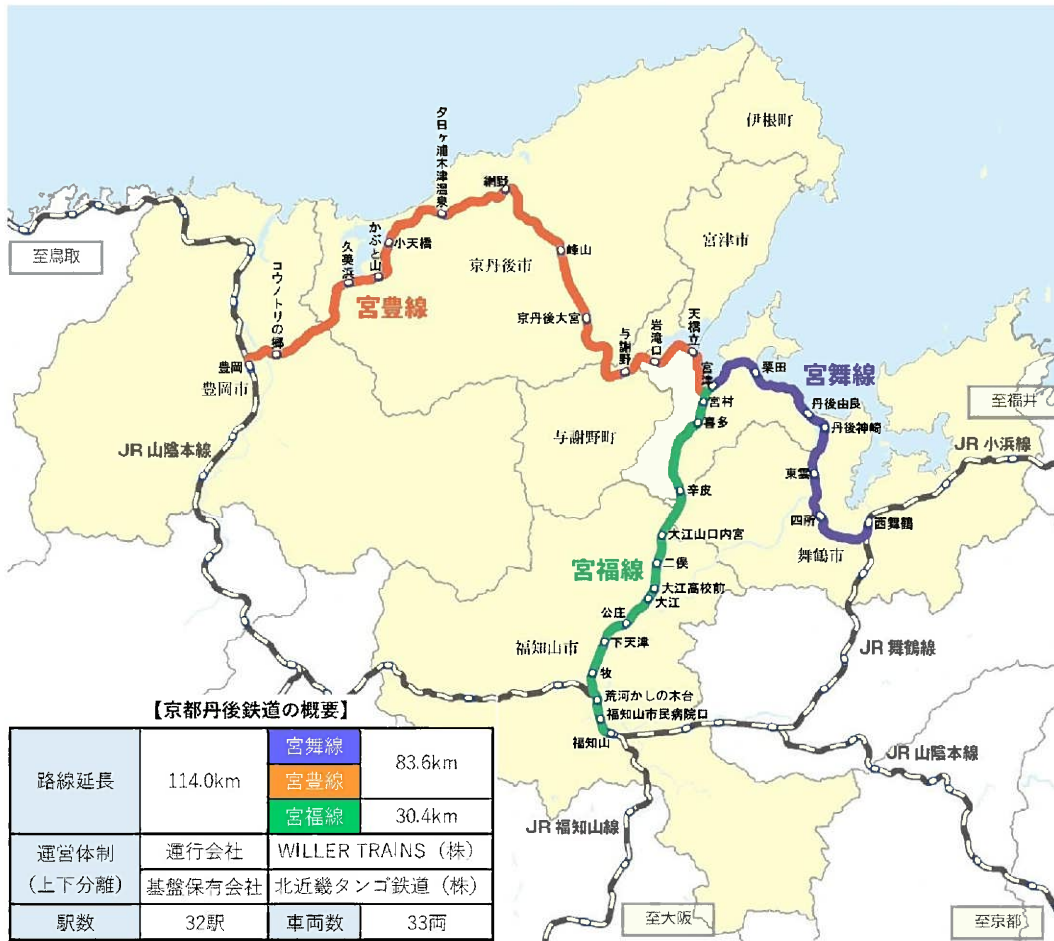 伊根町
夕日ヶ浦木津温泉
網野
宮津市
かぶと山
小天橋
久美浜
峰山
京丹後市
至鳥取
コウノトリの郷
宮豊線
京丹後大宮
与謝野
岩滝口
天橋立
豊岡
豊岡市
宮津
栗田
宮舞線
宮村
喜多
丹後由良
丹後神崎
至福井
与謝野町
JR 山陰本線
JR 小浜線
東雲
辛皮
四所
西舞鶴
舞鶴市
大江山口内宮
宮福線
二俣
大江高校前
大江
公庄
下天津
福知山市
JR 舞鶴線
牧
荒河かしの木台
福知山市民病院口
福知山
JR 山陰本線
JR 福知山線
至大阪
至京都
【京都丹後鉄道の概要】
路線延長 114.0km 宮舞線 83.6km
宮豊線
宮福線 30.4km
運営体制 運行会社 WILLER TRAINS（株）
（上下分離） 基盤保有会社 北近畿タンゴ鉄道（株）
駅数 32駅 車両数 33両